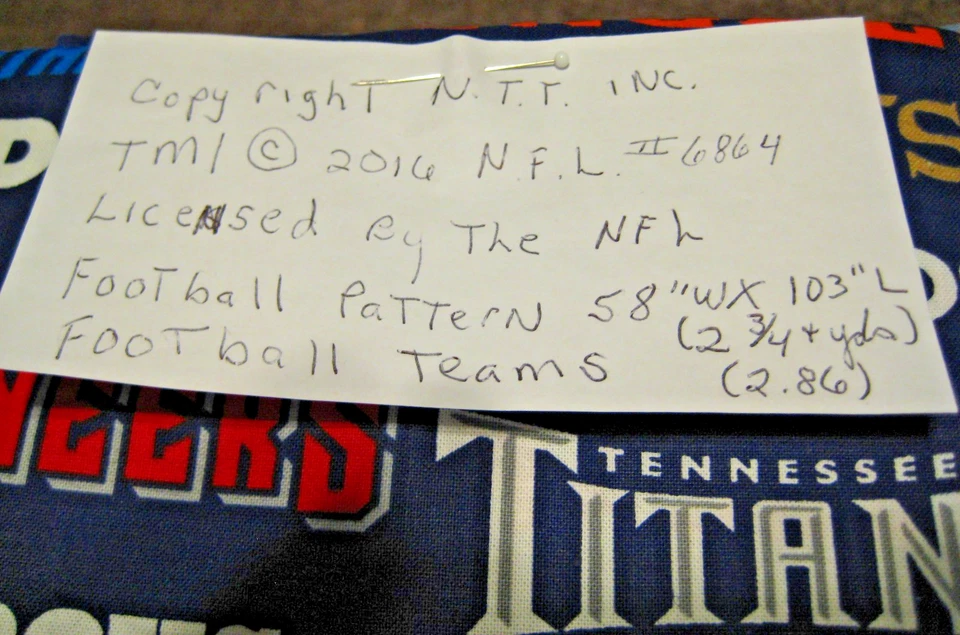 CopyrighT N.T.T. INC.
TM/ © 2016 N.F.L. II 6864
Licensed By The NFL
FooTball PaTTerN 58"WX 103"L
(2 3/4 + yds)
FooTball Teams (2.86)
TENNESSEE
TITAN